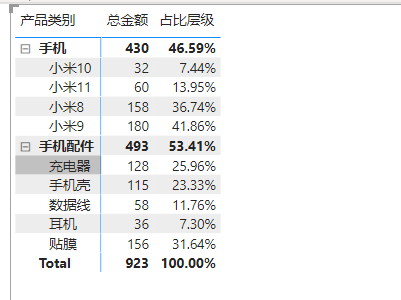 产品类别 总金额 占比层级
手机 430 46.59%
小米10 32 7.44%
小米11 60 13.95%
小米8 158 36.74%
小米9 180 41.86%
手机配件 493 53.41%
充电器 128 25.96%
手机壳 115 23.33%
数据线 58 11.76%
耳机 36 7.30%
贴膜 156 31.64%
Total 923 100.00%